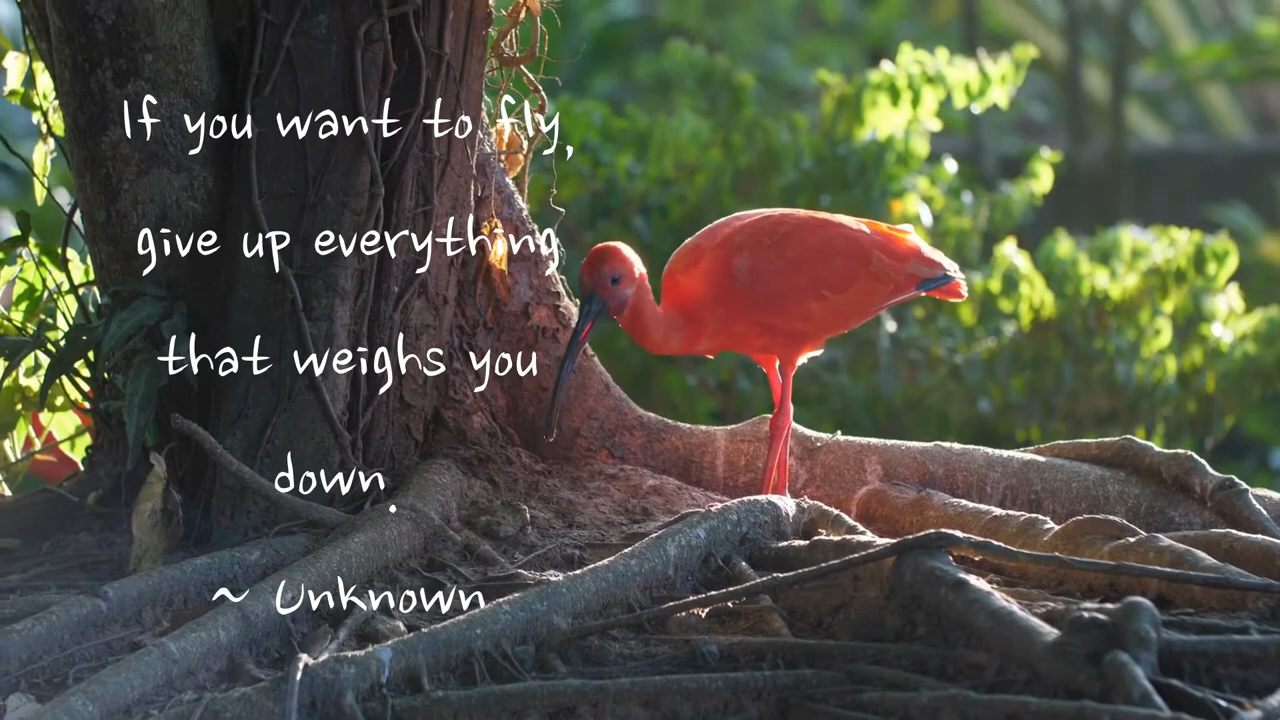 If you want to fly,
give up everything
that weighs you
down.
~ Unknown